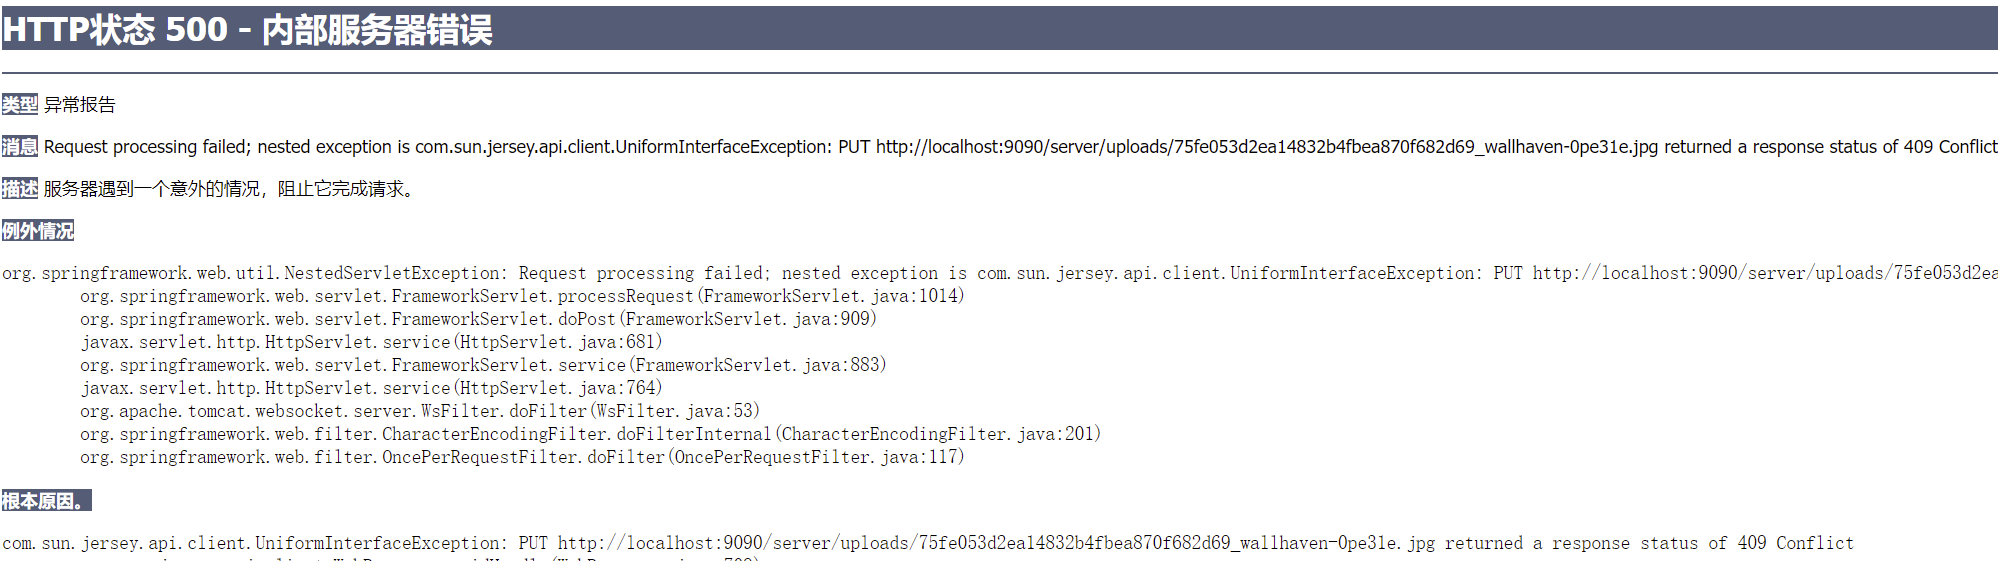 HTTP状态 500 - 内部服务器错误
类型 异常报告
消息 Request processing failed; nested exception is com.sun.jersey.api.client.UniformInterfaceException: PUT http://localhost:9090/server/uploads/75fe053d2ea14832b4fbea870f682d69_wallhaven-0pe31e.jpg returned a response status of 409 Conflict
描述 服务器遇到一个意外的情况，阻止它完成请求。
例外情况
org.springframework.web.util.NestedServletException: Request processing failed; nested exception is com.sun.jersey.api.client.UniformInterfaceException: PUT http://localhost:9090/server/uploads/75fe053d2ea
org.springframework.web.servlet.FrameworkServlet.processRequest(FrameworkServlet.java:1014)
org.springframework.web.servlet.FrameworkServlet.doPost(FrameworkServlet.java:909)
javax.servlet.http.HttpServlet.service(HttpServlet.java:681)
org.springframework.web.servlet.FrameworkServlet.service(FrameworkServlet.java:883)
javax.servlet.http.HttpServlet.service(HttpServlet.java:764)
org.apache.tomcat.websocket.server.WsFilter.doFilter(WsFilter.java:53)
org.springframework.web.filter.CharacterEncodingFilter.doFilterInternal(CharacterEncodingFilter.java:201)
org.springframework.web.filter.OncePerRequestFilter.doFilter(OncePerRequestFilter.java:117)
根本原因。
com.sun.jersey.api.client.UniformInterfaceException: PUT http://localhost:9090/server/uploads/75fe053d2ea14832b4fbea870f682d69_wallhaven-0pe31e.jpg returned a response status of 409 Conflict